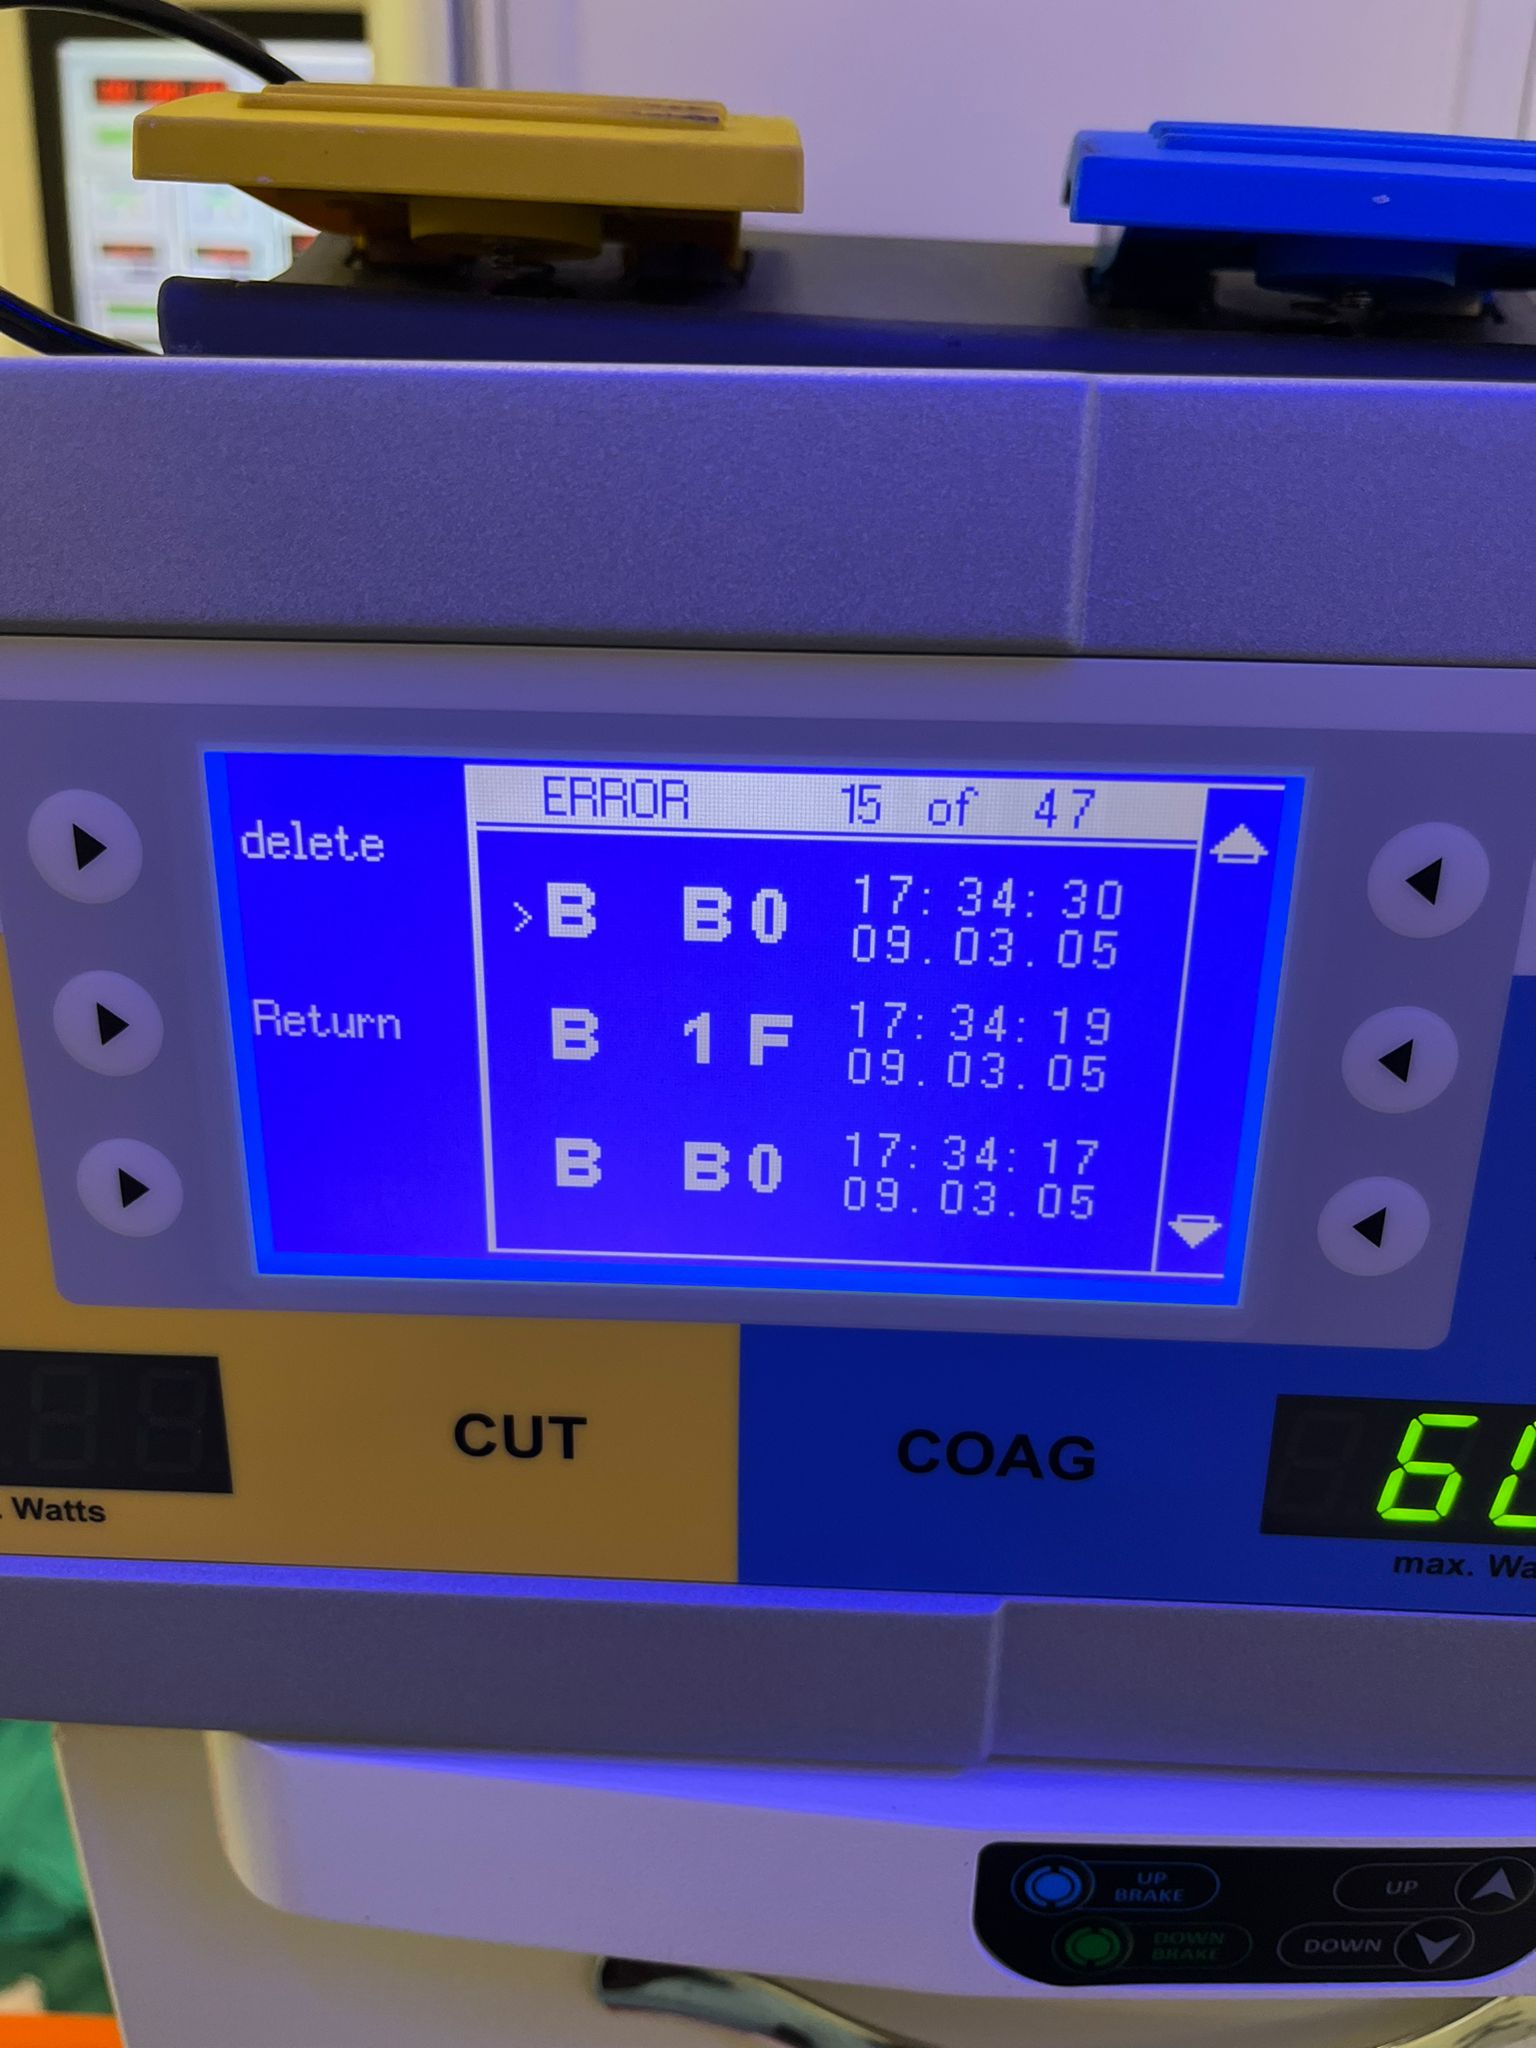 ERROR 15 of 47
delete
>B B0 17:34:30
09.03.05
Return
B 1F 17:34:19
09.03.05
B B0 17:34:17
09.03.05
CUT
COAG
. Watts
max. Wa
UP BRAKE
UP
DOWN BRAKE
DOWN